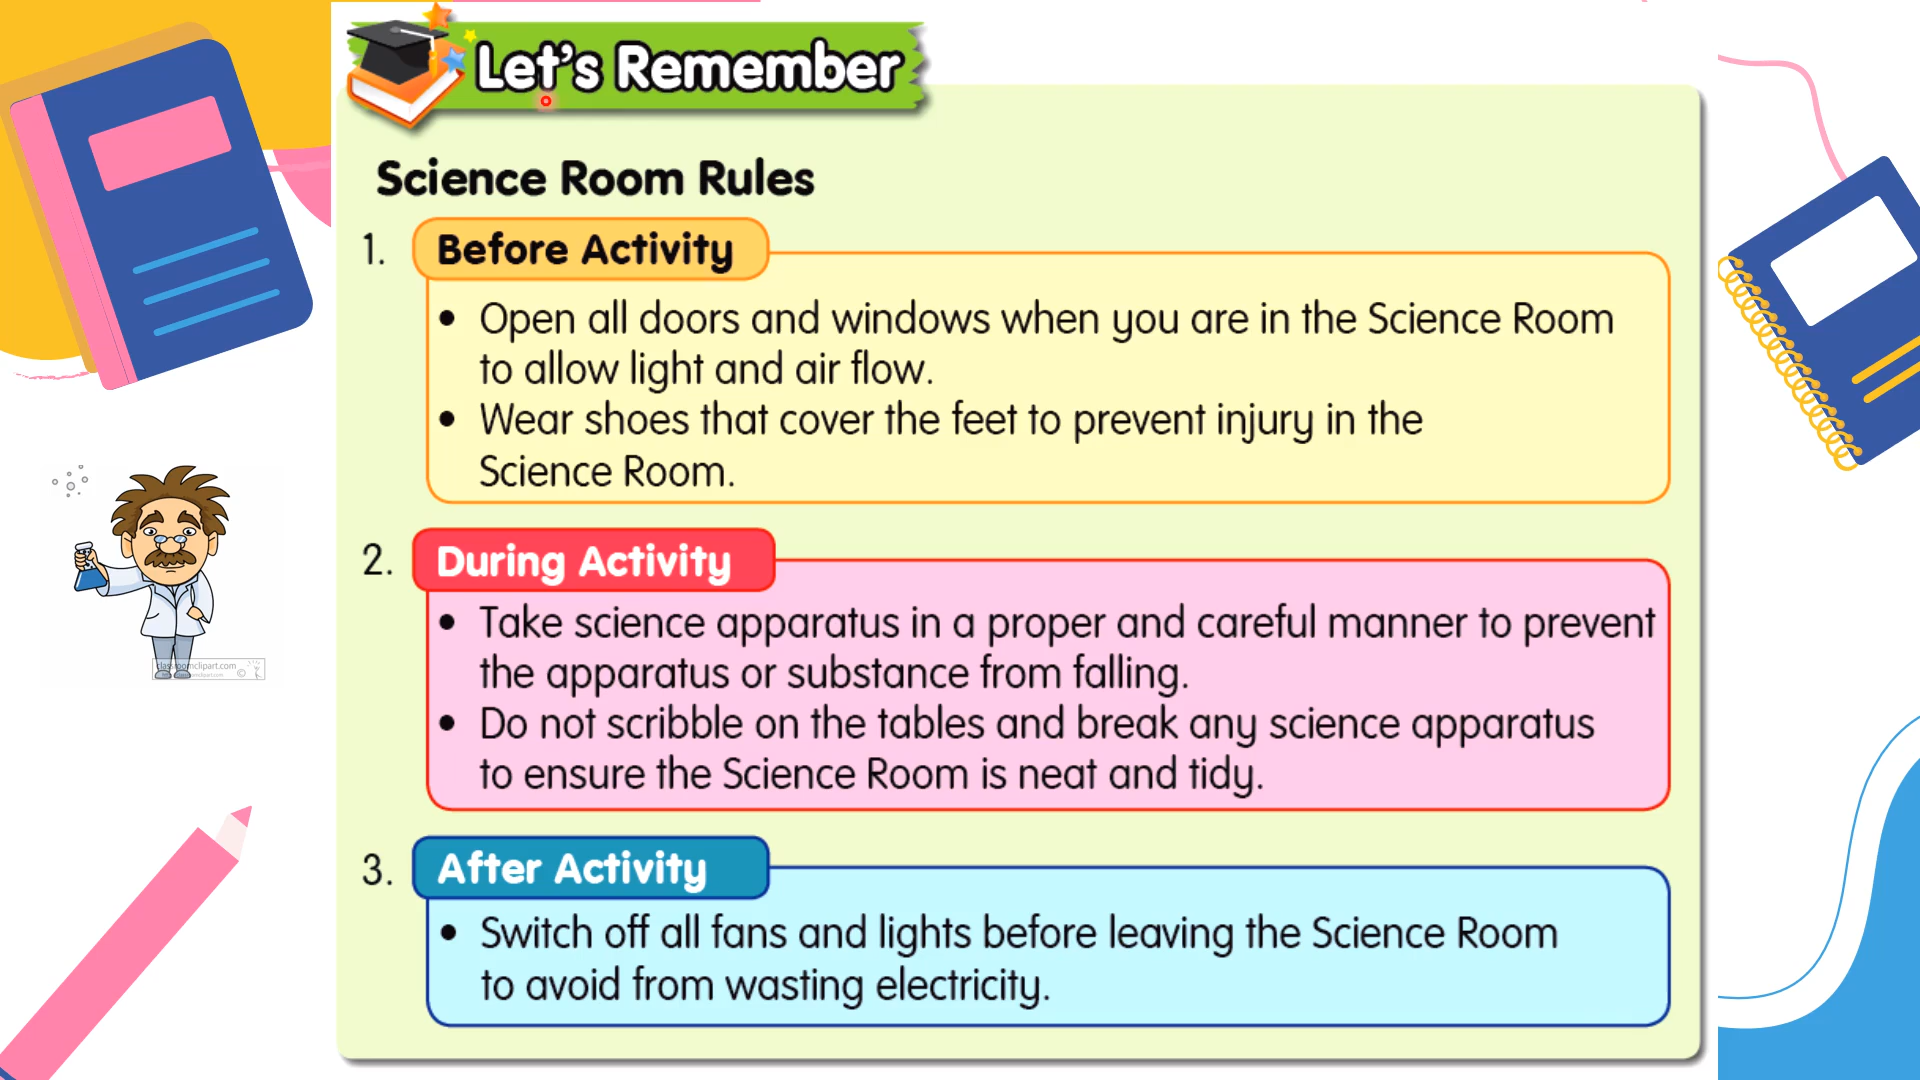 Let's Remember
Science Room Rules
1. Before Activity
• Open all doors and windows when you are in the Science Room
to allow light and air flow.
• Wear shoes that cover the feet to prevent injury in the
Science Room.
2. During Activity
• Take science apparatus in a proper and careful manner to prevent
the apparatus or substance from falling.
• Do not scribble on the tables and break any science apparatus
to ensure the Science Room is neat and tidy.
3. After Activity
• Switch off all fans and lights before leaving the Science Room
to avoid from wasting electricity.
classroomclipart.com
©